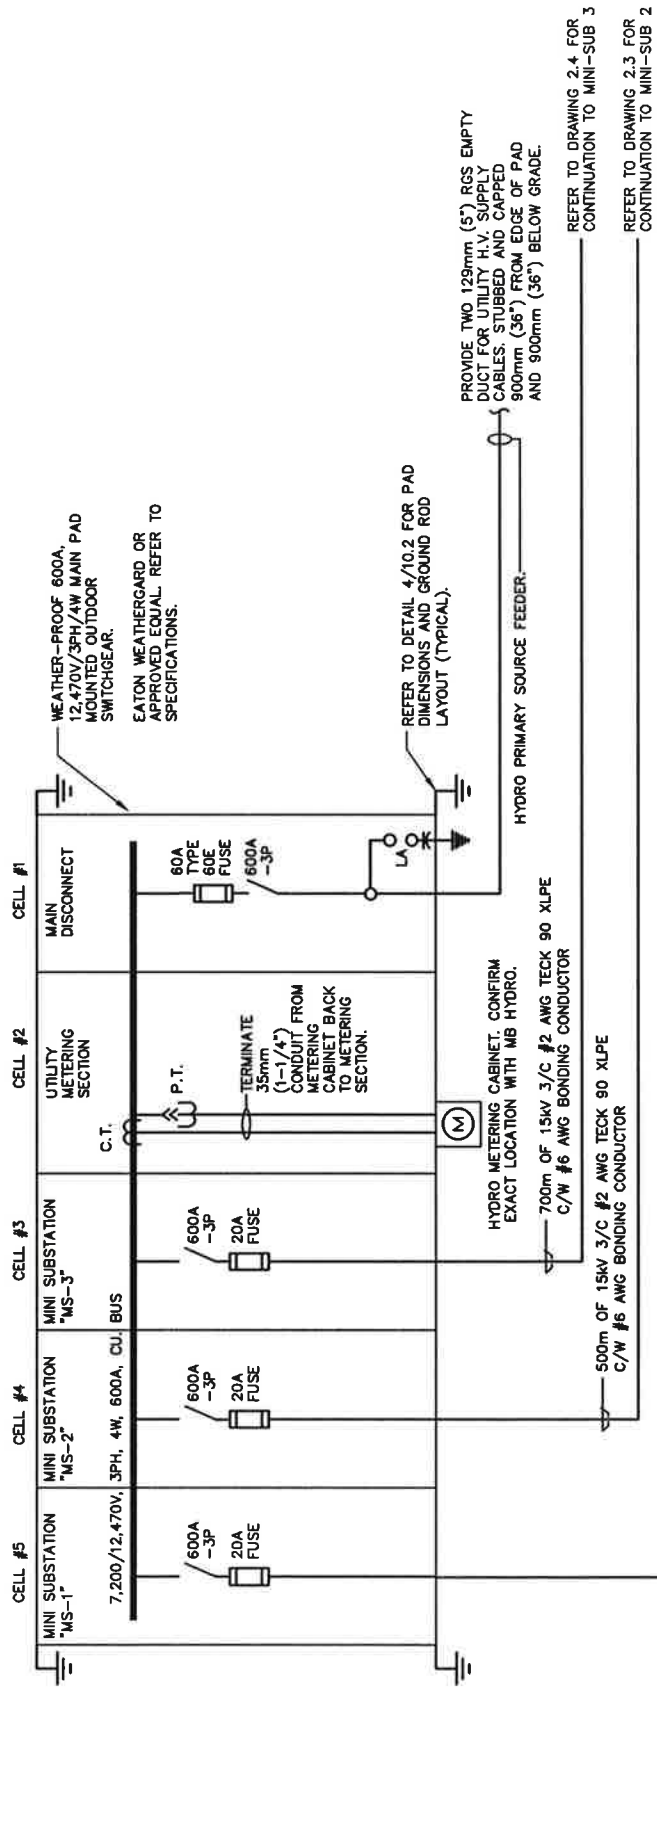 CELL #5
CELL #4
CELL #3
CELL #2
CELL #1
MINI SUBSTATION
"MS-1"
MINI SUBSTATION
"MS-2"
MINI SUBSTATION
"MS-3"
UTILITY
METERING
SECTION
MAIN
DISCONNECT
7,200/12,470V, 3PH, 4W, 600A, CU. BUS
600A
-3P
20A
FUSE
600A
-3P
20A
FUSE
600A
-3P
20A
FUSE
C.T.
P.T.
TERMINATE
35mm
(1-1/4") CONDUIT FROM
METERING
CABINET BACK
TO METERING
SECTION.
M
60A
TYPE
60E
FUSE
600A
-3P
LA
WEATHER-PROOF 600A,
12,470V/3PH/4W MAIN PAD
MOUNTED OUTDOOR
SWITCHGEAR.
EATON WEATHERGARD OR
APPROVED EQUAL. REFER TO
SPECIFICATIONS.
REFER TO DETAIL 4/10.2 FOR PAD
DIMENSIONS AND GROUND ROD
LAYOUT (TYPICAL).
PROVIDE TWO 129mm (5") RGS EMPTY
DUCT FOR UTILITY H.V. SUPPLY
CABLES. STUBBED AND CAPPED
900mm (36") FROM EDGE OF PAD
AND 900mm (36") BELOW GRADE.
HYDRO PRIMARY SOURCE FEEDER.
HYDRO METERING CABINET. CONFIRM
EXACT LOCATION WITH MB HYDRO.
700m OF 15kV 3/C #2 AWG TECK 90 XLPE
C/W #6 AWG BONDING CONDUCTOR
REFER TO DRAWING 2.4 FOR
CONTINUATION TO MINI-SUB 3
500m OF 15kV 3/C #2 AWG TECK 90 XLPE
C/W #6 AWG BONDING CONDUCTOR
REFER TO DRAWING 2.3 FOR
CONTINUATION TO MINI-SUB 2